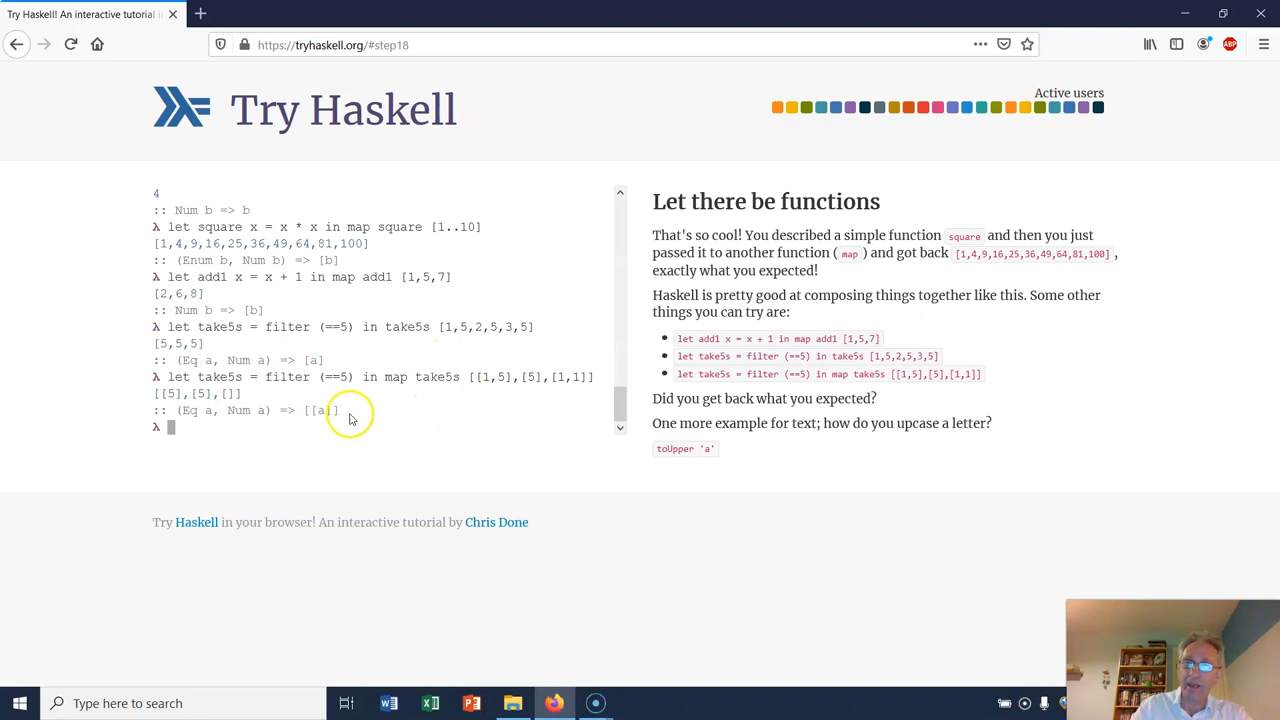 Try Haskell! An interactive tutorial i
https://tryhaskell.org/#step18
ABP
Try Haskell
Active users
4
:: Num b => b
λ let square x = x * x in map square [1..10]
[1,4,9,16,25,36,49,64,81,100]
:: (Enum b, Num b) => [b]
λ let add1 x = x + 1 in map add1 [1,5,7]
[2,6,8]
:: Num b => [b]
λ let take5s = filter (==5) in take5s [1,5,2,5,3,5]
[5,5,5]
:: (Eq a, Num a) => [a]
λ let take5s = filter (==5) in map take5s [[1,5],[5],[1,1]]
[[5],[5],[]]
:: (Eq a, Num a) => [[a]]
λ
Let there be functions
That's so cool! You described a simple function square and then you just
passed it to another function ( map ) and got back [1,4,9,16,25,36,49,64,81,100] ,
exactly what you expected!
Haskell is pretty good at composing things together like this. Some other
things you can try are:
let add1 x = x + 1 in map add1 [1,5,7]
let take5s = filter (==5) in take5s [1,5,2,5,3,5]
let take5s = filter (==5) in map take5s [[1,5],[5],[1,1]]
Did you get back what you expected?
One more example for text; how do you upcase a letter?
toUpper 'a'
Try Haskell in your browser! An interactive tutorial by Chris Done
Type here to search